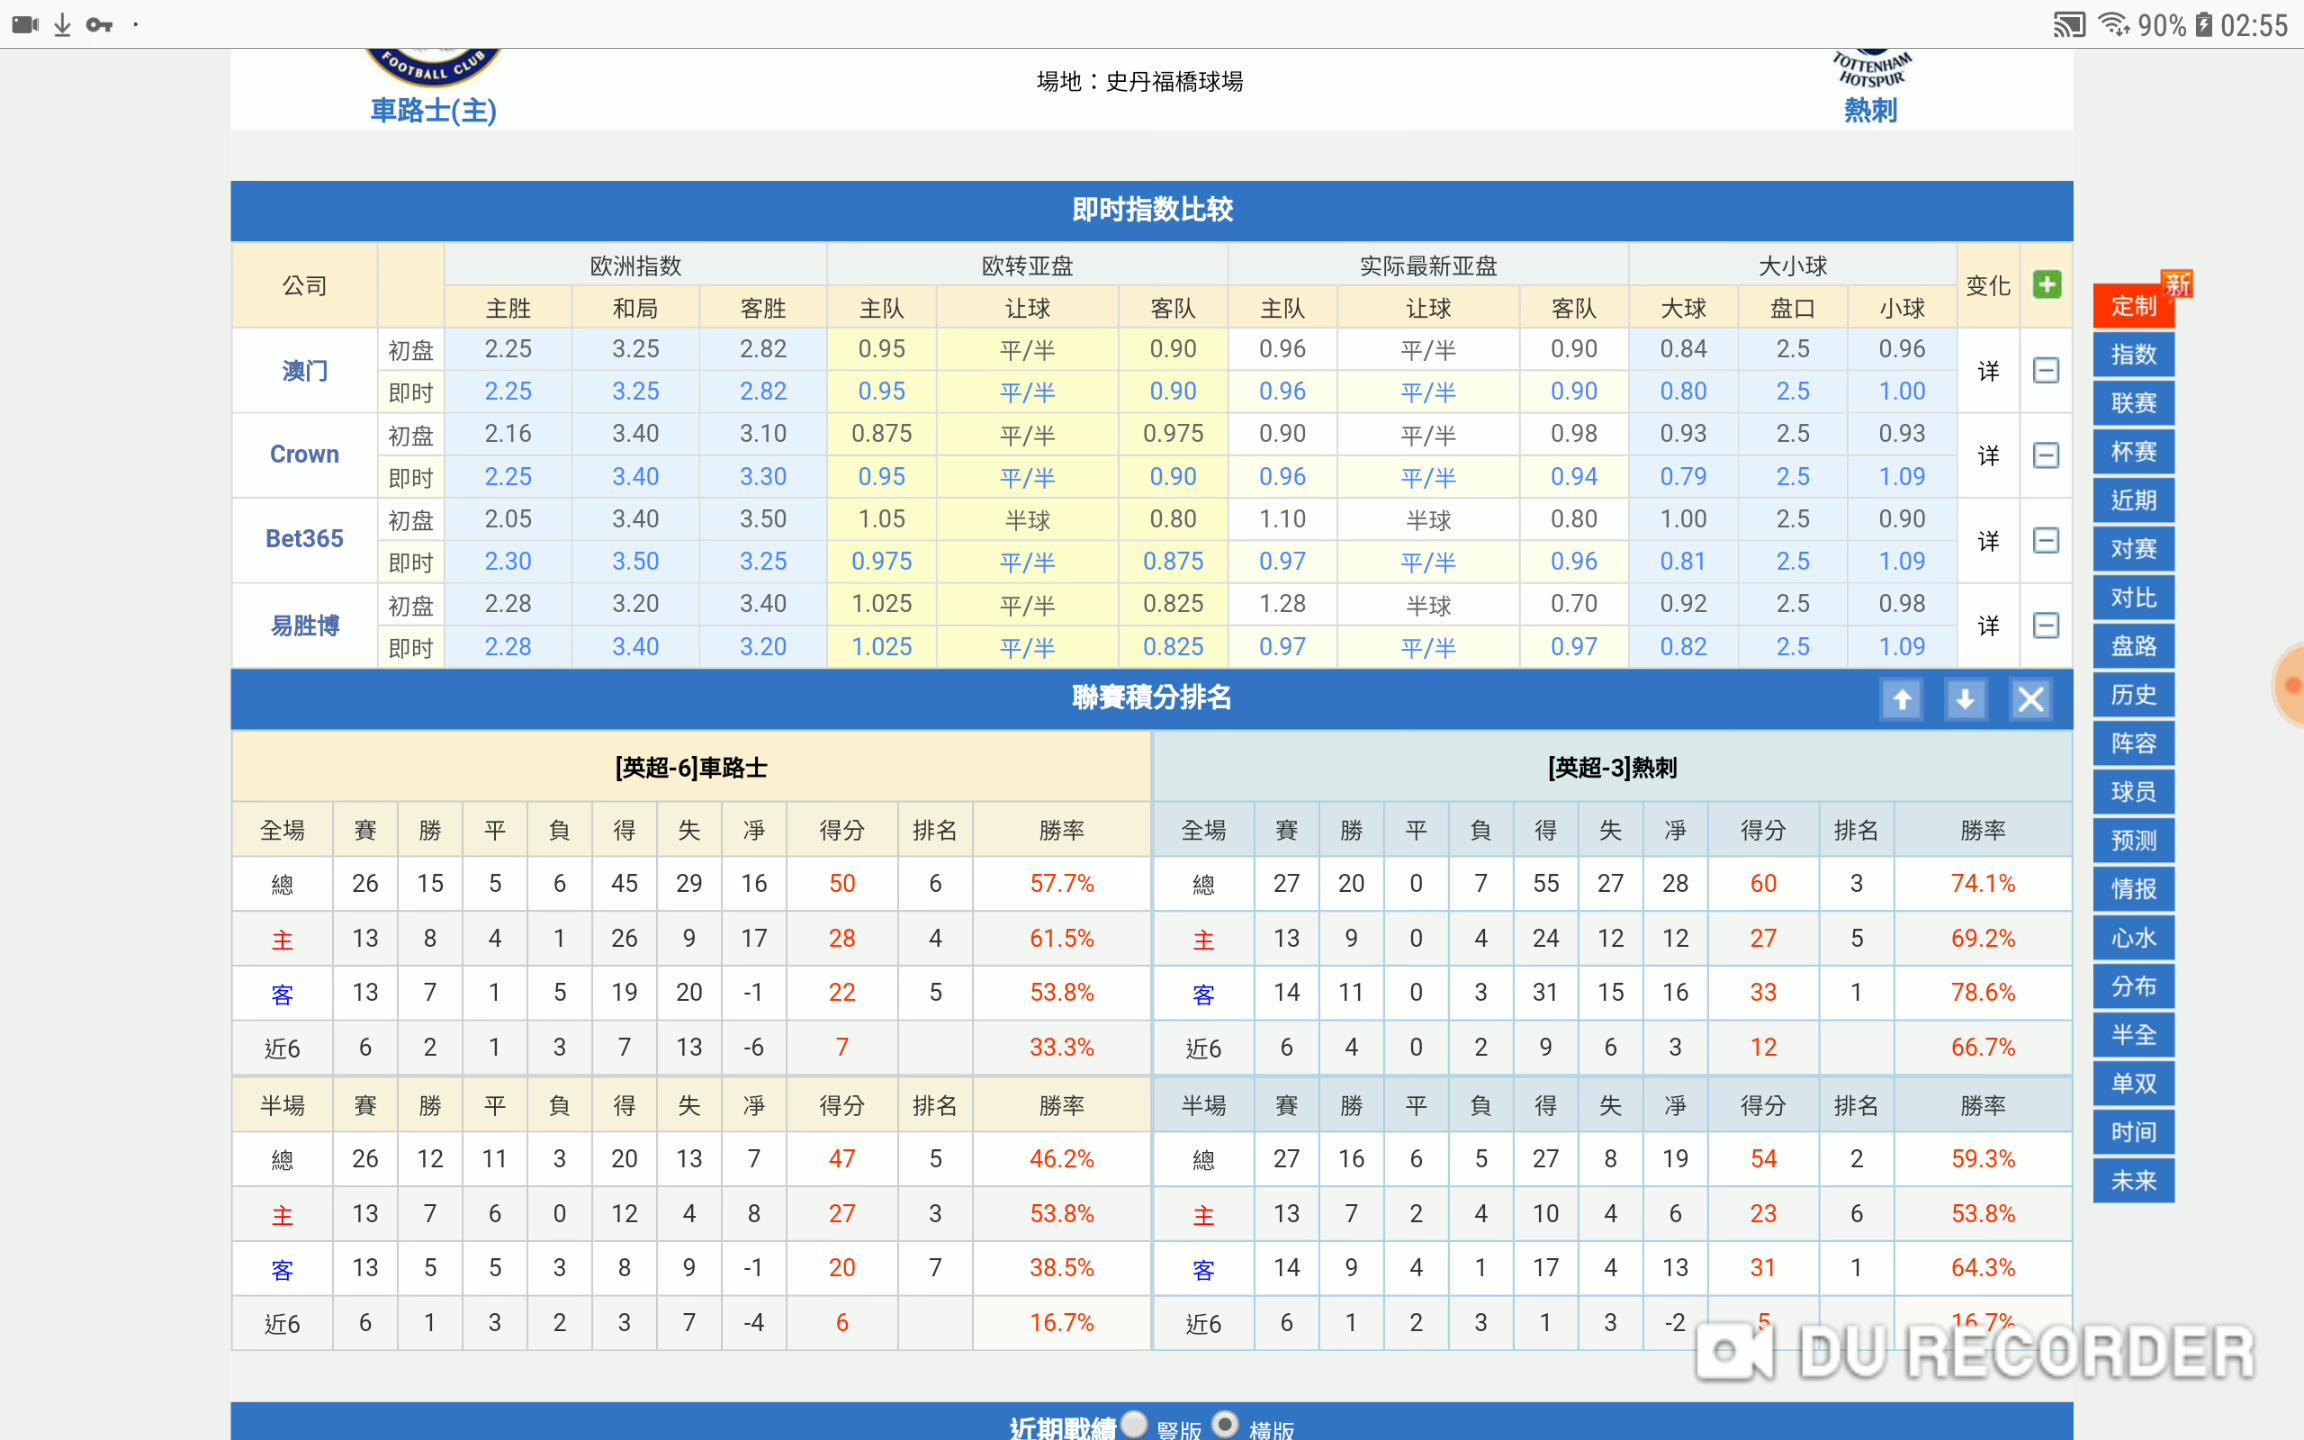 90% 02:55
FOOTBALL CLUB
車路士(主)
場地：史丹福橋球場
TOTTENHAM
HOTSPUR
熱刺
即时指数比较
公司 欧洲指数 欧转亚盘 实际最新亚盘 大小球 变化
主胜 和局 客胜 主队 让球 客队 主队 让球 客队 大球 盘口 小球
澳门 初盘 2.25 3.25 2.82 0.95 平/半 0.90 0.96 平/半 0.90 0.84 2.5 0.96 详
即时 2.25 3.25 2.82 0.95 平/半 0.90 0.96 平/半 0.90 0.80 2.5 1.00
Crown 初盘 2.16 3.40 3.10 0.875 平/半 0.975 0.90 平/半 0.98 0.93 2.5 0.93 详
即时 2.25 3.40 3.30 0.95 平/半 0.90 0.96 平/半 0.94 0.79 2.5 1.09
Bet365 初盘 2.05 3.40 3.50 1.05 半球 0.80 1.10 半球 0.80 1.00 2.5 0.90 详
即时 2.30 3.50 3.25 0.975 平/半 0.875 0.97 平/半 0.96 0.81 2.5 1.09
易胜博 初盘 2.28 3.20 3.40 1.025 平/半 0.825 1.28 半球 0.70 0.92 2.5 0.98 详
即时 2.28 3.40 3.20 1.025 平/半 0.825 0.97 平/半 0.97 0.82 2.5 1.09
聯賽積分排名
[英超-6]車路士
全場 賽 勝 平 負 得 失 凈 得分 排名 勝率
總 26 15 5 6 45 29 16 50 6 57.7%
主 13 8 4 1 26 9 17 28 4 61.5%
客 13 7 1 5 19 20 -1 22 5 53.8%
近6 6 2 1 3 7 13 -6 7 33.3%
半場 賽 勝 平 負 得 失 凈 得分 排名 勝率
總 26 12 11 3 20 13 7 47 5 46.2%
主 13 7 6 0 12 4 8 27 3 53.8%
客 13 5 5 3 8 9 -1 20 7 38.5%
近6 6 1 3 2 3 7 -4 6 16.7%
[英超-3]熱刺
全場 賽 勝 平 負 得 失 凈 得分 排名 勝率
總 27 20 0 7 55 27 28 60 3 74.1%
主 13 9 0 4 24 12 12 27 5 69.2%
客 14 11 0 3 31 15 16 33 1 78.6%
近6 6 4 0 2 9 6 3 12 66.7%
半場 賽 勝 平 負 得 失 凈 得分 排名 勝率
總 27 16 6 5 27 8 19 54 2 59.3%
主 13 7 2 4 10 4 6 23 6 53.8%
客 14 9 4 1 17 4 13 31 1 64.3%
近6 6 1 2 3 1 3 -2 5 16.7%
近期戰績 豎版 橫版
新
定制
指数
联赛
杯赛
近期
对赛
对比
盘路
历史
阵容
球员
预测
情报
心水
分布
半全
单双
时间
未来
DU RECORDER